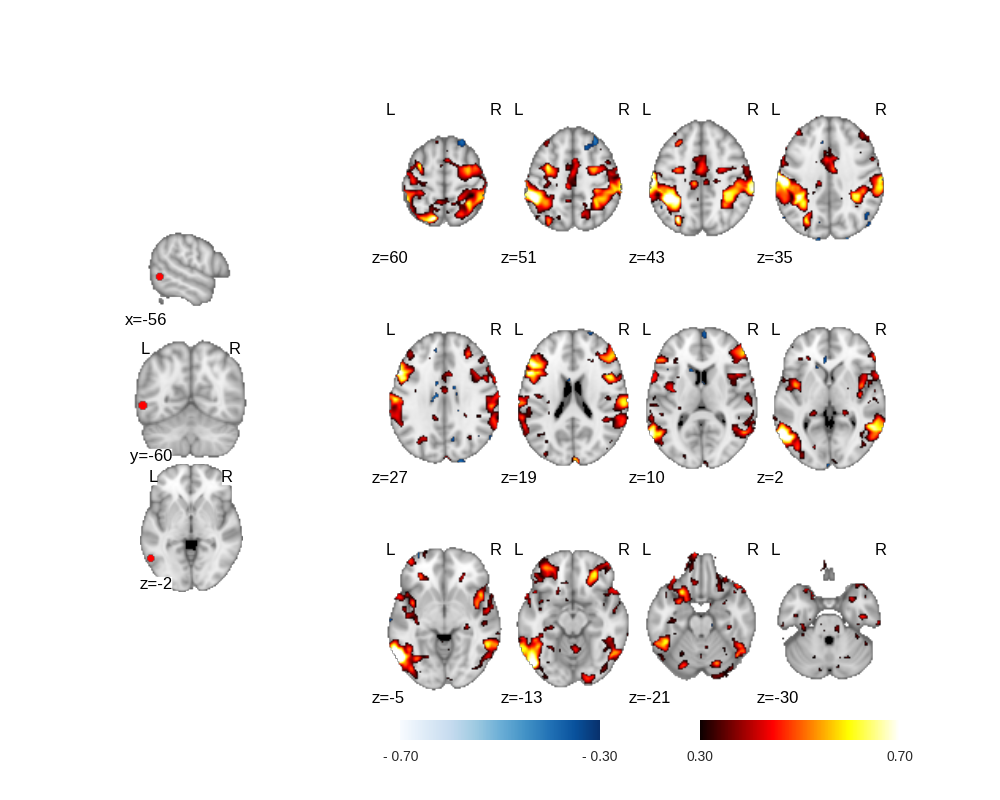 L R L R L R L R
z=60 z=51 z=43 z=35
x=-56
L R
L R L R L R L R
y=-60
L R
z=27 z=19 z=10 z=2
z=-2
L R L R L R L R
z=-5 z=-13 z=-21 z=-30
- 0.70 - 0.30 0.30 0.70